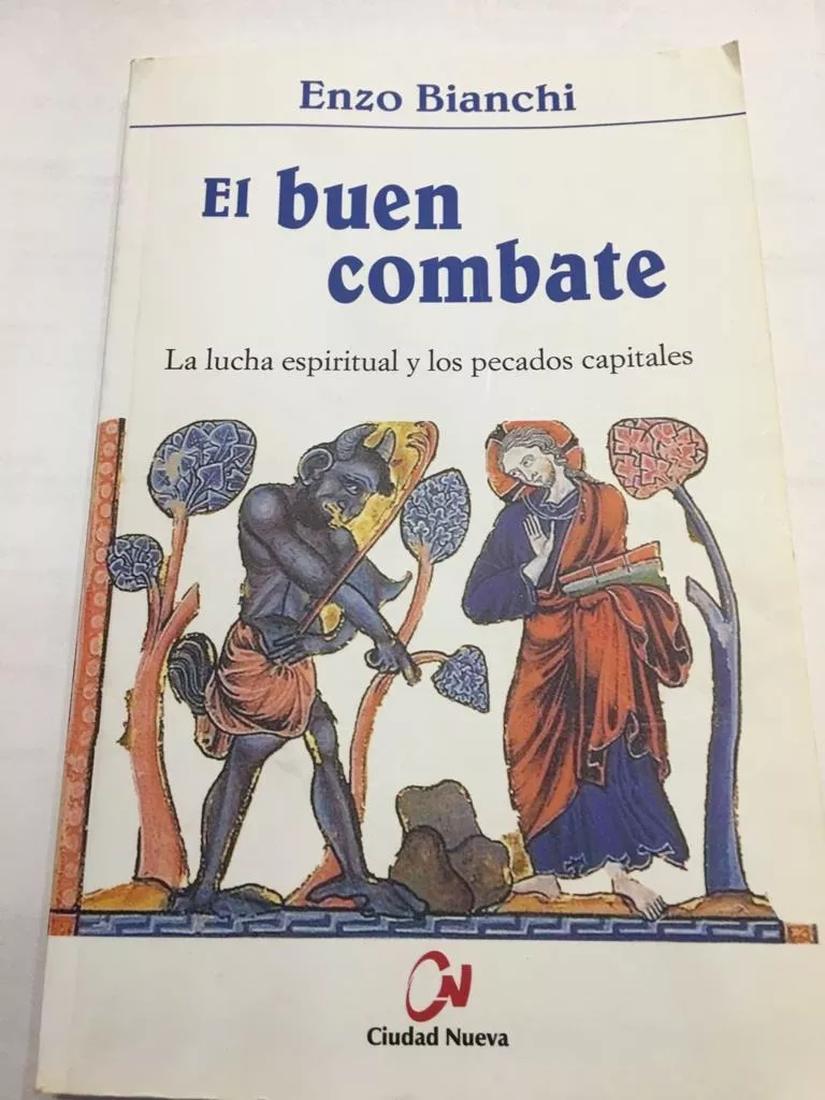 Enzo Bianchi
El buen
combate
La lucha espiritual y los pecados capitales
CN
Ciudad Nueva